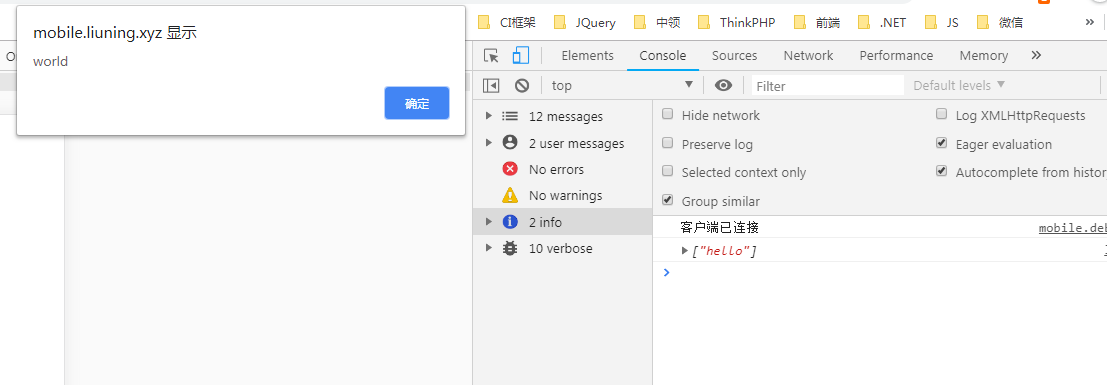 CI框架 JQuery 中领 ThinkPHP 前端 .NET JS 微信 »
mobile.liuning.xyz 显示
world
确定
Elements Console Sources Network Performance Memory »
top Filter Default levels
12 messages
2 user messages
No errors
No warnings
2 info
10 verbose
Hide network Log XMLHttpRequests
Preserve log Eager evaluation
Selected context only Autocomplete from histor
Group similar
客户端已连接 mobile.deb
["hello"]